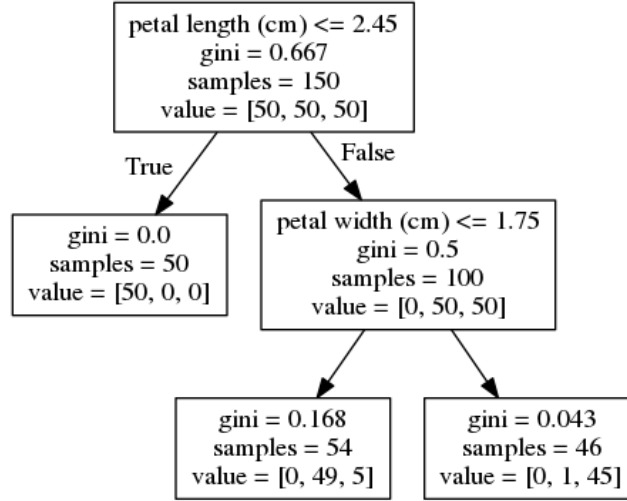 petal length (cm) <= 2.45
gini = 0.667
samples = 150
value = [50, 50, 50]
True
False
gini = 0.0
samples = 50
value = [50, 0, 0]
petal width (cm) <= 1.75
gini = 0.5
samples = 100
value = [0, 50, 50]
gini = 0.168
samples = 54
value = [0, 49, 5]
gini = 0.043
samples = 46
value = [0, 1, 45]